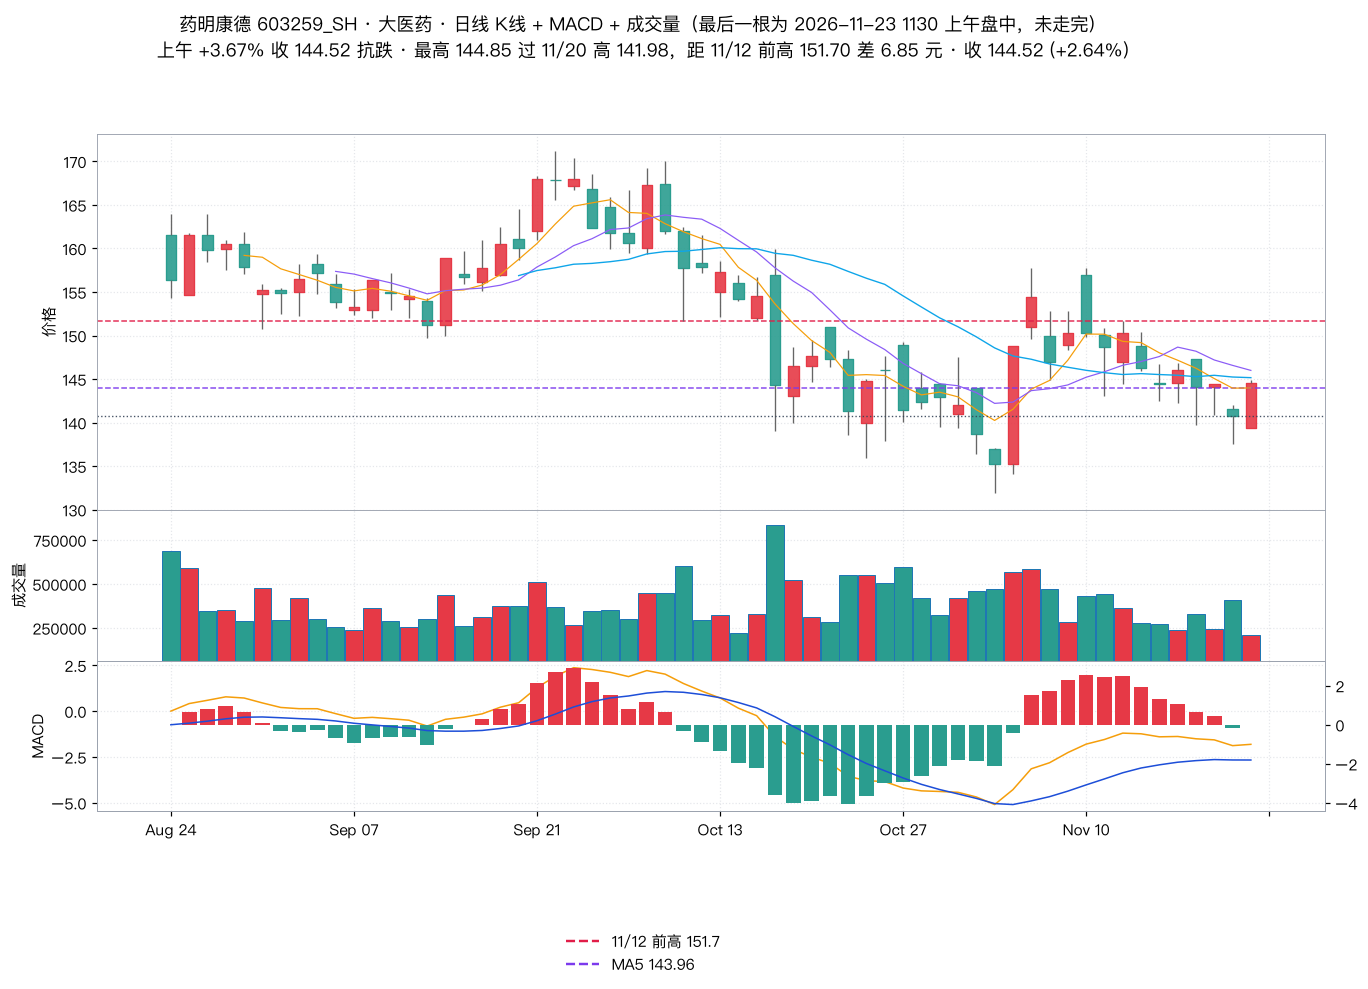 药明康德 603259_SH · 大医药 · 日线 K线 + MACD + 成交量（最后一根为 2026−11−23 1130 上午盘中，未走完）
上午 +3.67% 收 144.52 抗跌 · 最高 144.85 过 11/20 高 141.98，距 11/12 前高 151.70 差 6.85 元 · 收 144.52 (+2.64%)
价格
170
165
160
155
150
145
140
135
130
成交量
750000
500000
250000
MACD
2.5
0.0
−2.5
−5.0
2
0
−2
−4
Aug 24
Sep 07
Sep 21
Oct 13
Oct 27
Nov 10
11/12 前高 151.7
MA5 143.96